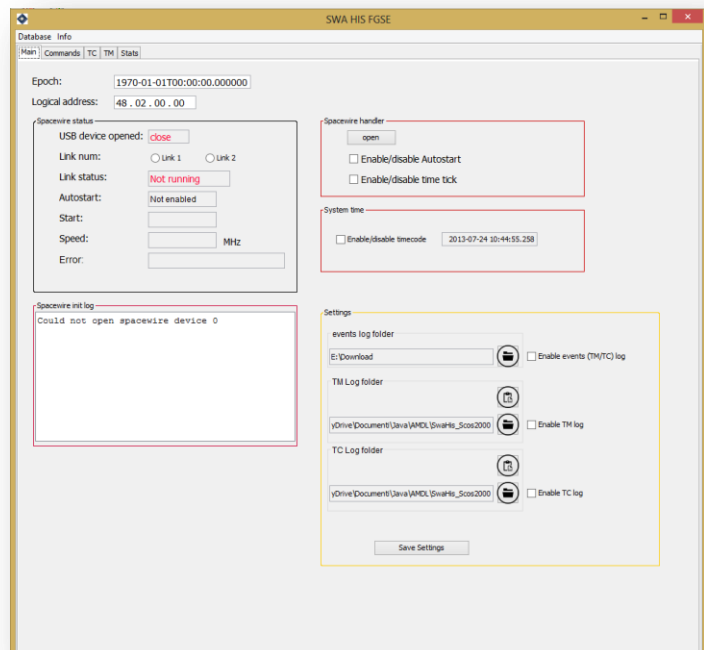 SWA HIS FGSE
Database Info
Main Commands TC TM Stats
Epoch: 1970-01-01T00:00:00.000000
Logical address: 48 . 02 . 00 . 00
Spacewire status
USB device opened: close
Link num: Link 1 Link 2
Link status: Not running
Autostart: Not enabled
Start:
Speed: MHz
Error:
Spacewire handler
open
Enable/disable Autostart
Enable/disable time tick
System time
Enable/disable timecode 2013-07-24 10:44:55.258
Spacewire init log
Could not open spacewire device 0
Settings
events log folder
E:\Download Enable events (TM/TC) log
TM Log folder
yDrive\Documenti\Java\AMDL\SwaHis_Scos2000 Enable TM log
TC Log folder
yDrive\Documenti\Java\AMDL\SwaHis_Scos2000 Enable TC log
Save Settings